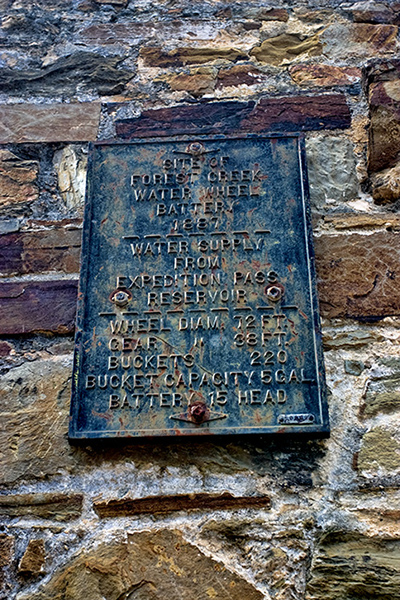 SITE OF
FOREST CREEK
WATER WHEEL
BATTERY
1887
WATER SUPPLY
FROM
EXPEDITION PASS
RESERVOIR
WHEEL DIAM. 72 FT.
GEAR " 38 FT.
BUCKETS 220
BUCKET CAPACITY 5 GAL
BATTERY 15 HEAD